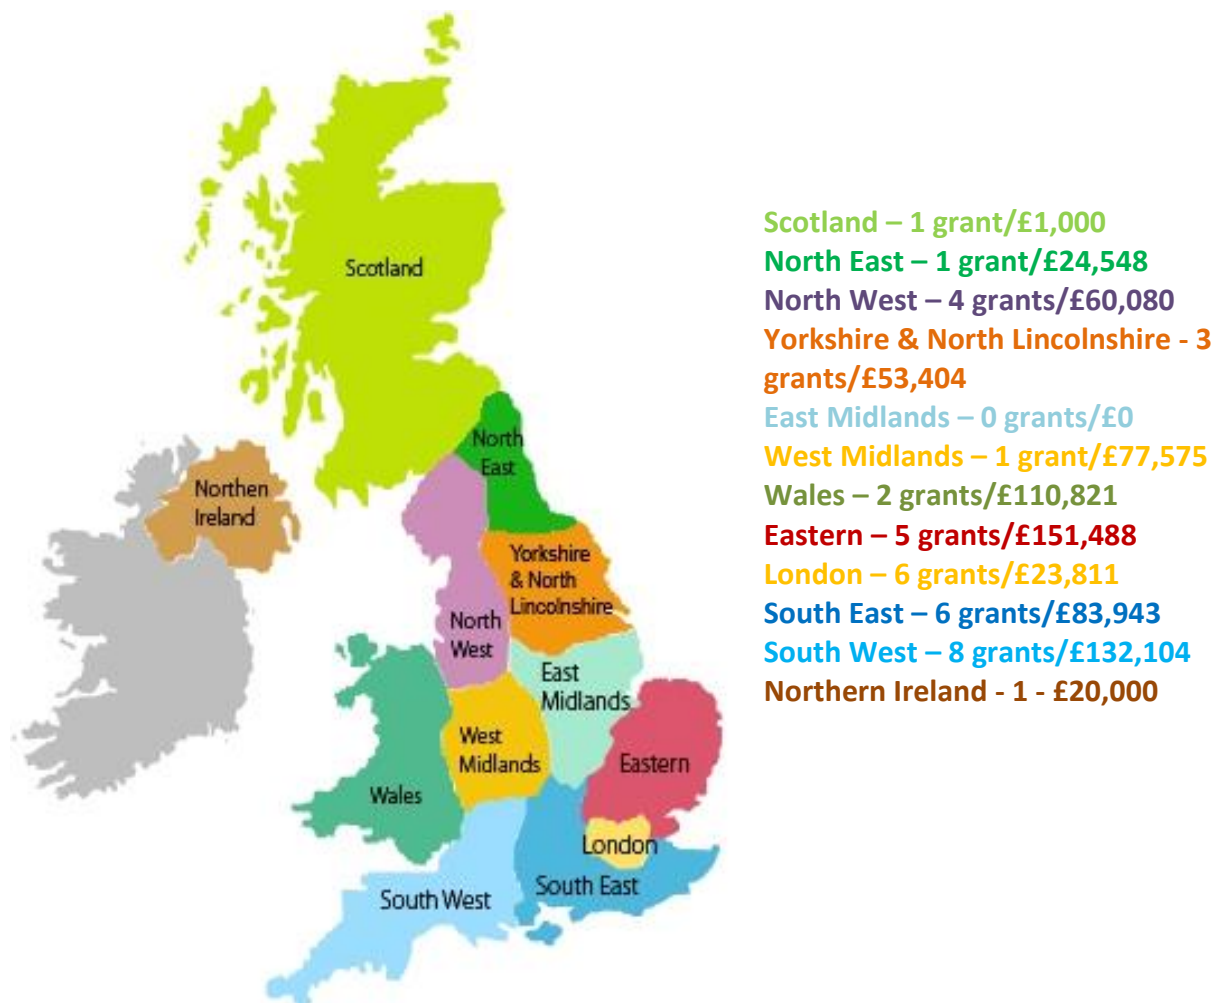 Scotland
North
East
Northen
Ireland
Yorkshire
& North
Lincolnshire
North
West
East
Midlands
West
Midlands
Eastern
Wales
London
South East
South West
Scotland – 1 grant/£1,000
North East – 1 grant/£24,548
North West – 4 grants/£60,080
Yorkshire & North Lincolnshire - 3
grants/£53,404
East Midlands – 0 grants/£0
West Midlands – 1 grant/£77,575
Wales – 2 grants/£110,821
Eastern – 5 grants/£151,488
London – 6 grants/£23,811
South East – 6 grants/£83,943
South West – 8 grants/£132,104
Northern Ireland - 1 - £20,000